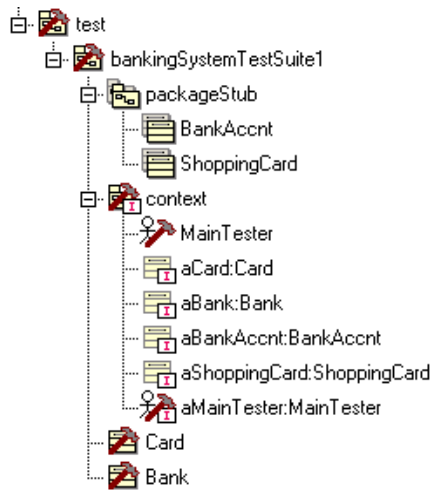 test
bankingSystemTestSuite1
packageStub
BankAccnt
ShoppingCard
context
MainTester
aCard:Card
aBank:Bank
aBankAccnt:BankAccnt
aShoppingCard:ShoppingCard
aMainTester:MainTester
Card
Bank